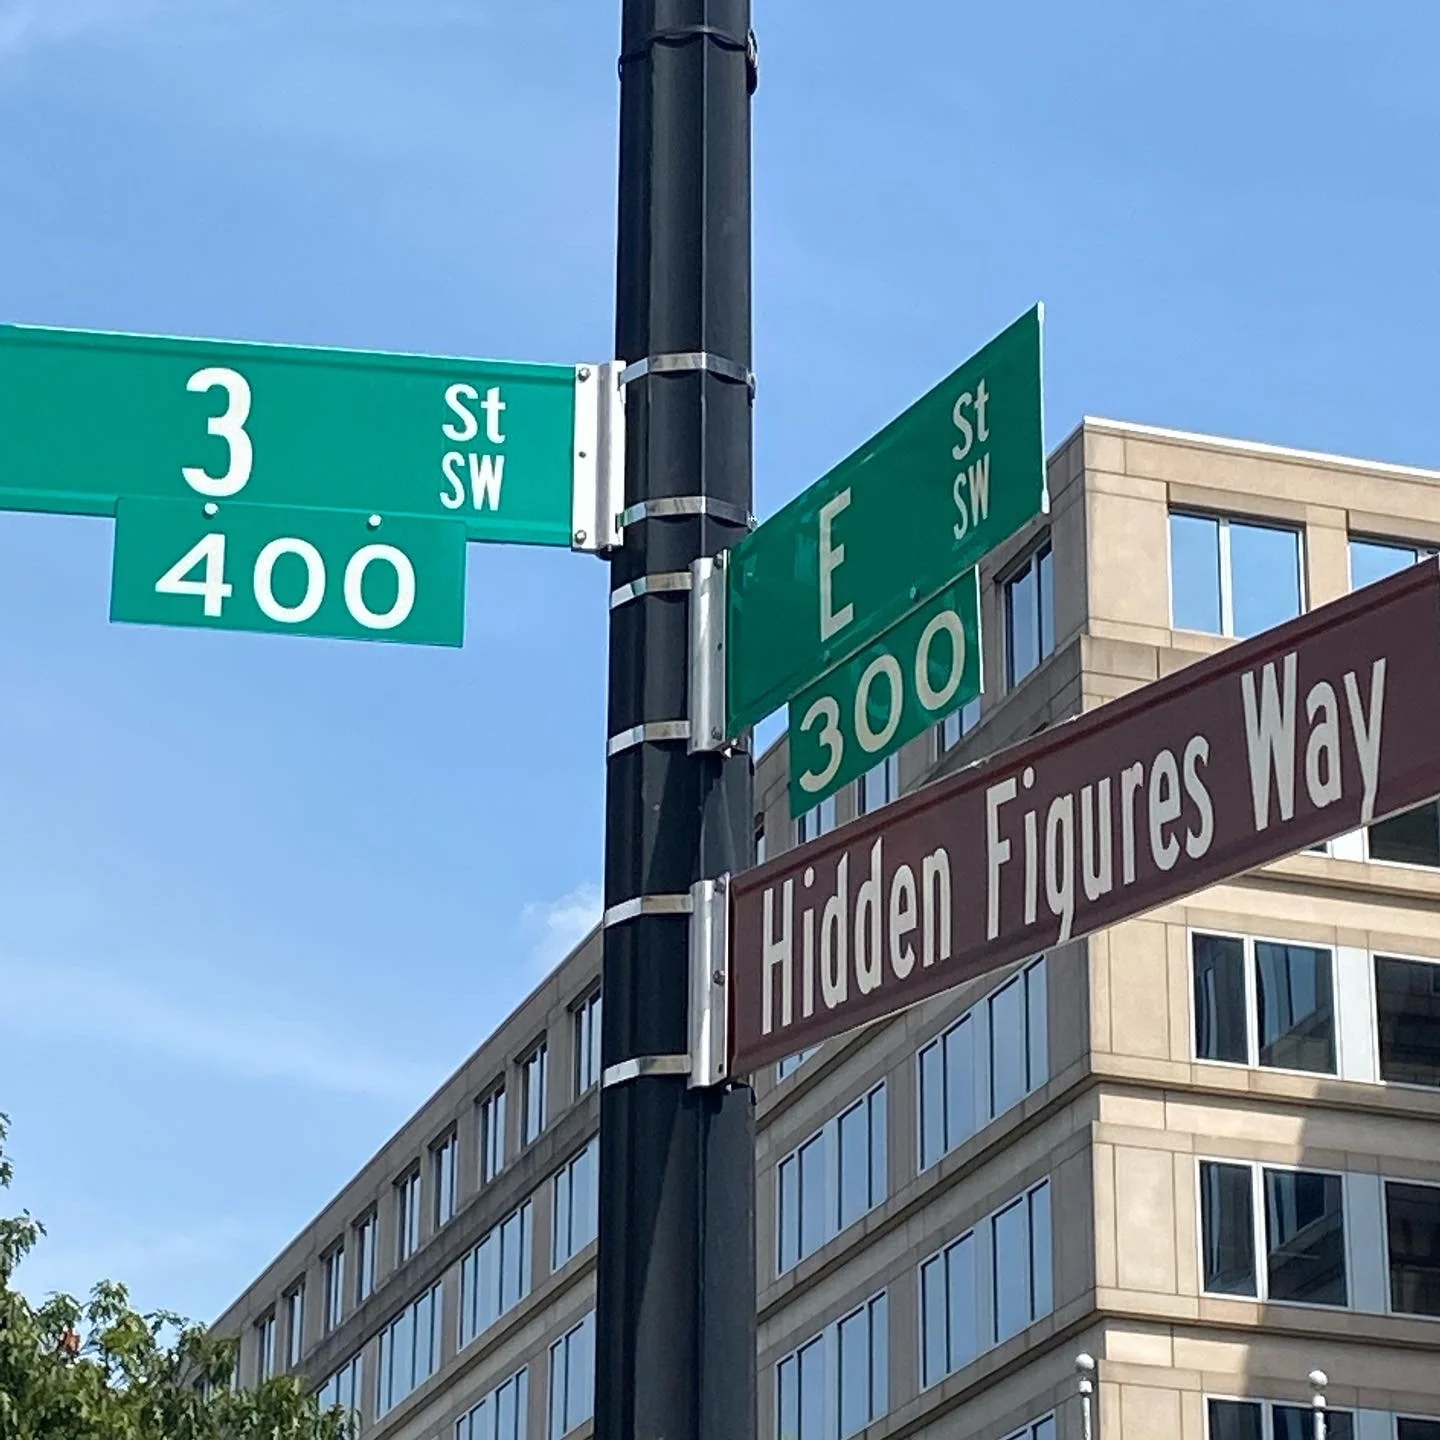 3 St
SW
400
E St
SW
300
Hidden Figures Way